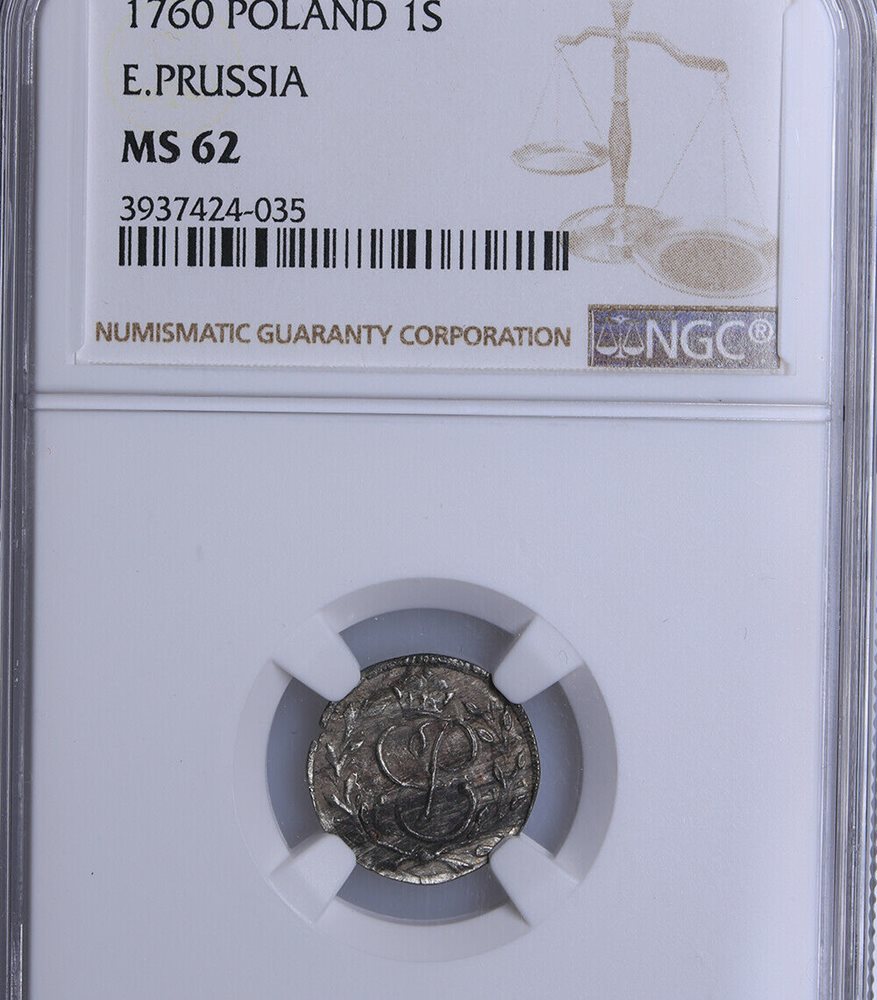 1760 POLAND 1S
E.PRUSSIA
MS 62
3937424-035
NUMISMATIC GUARANTY CORPORATION
NGC®